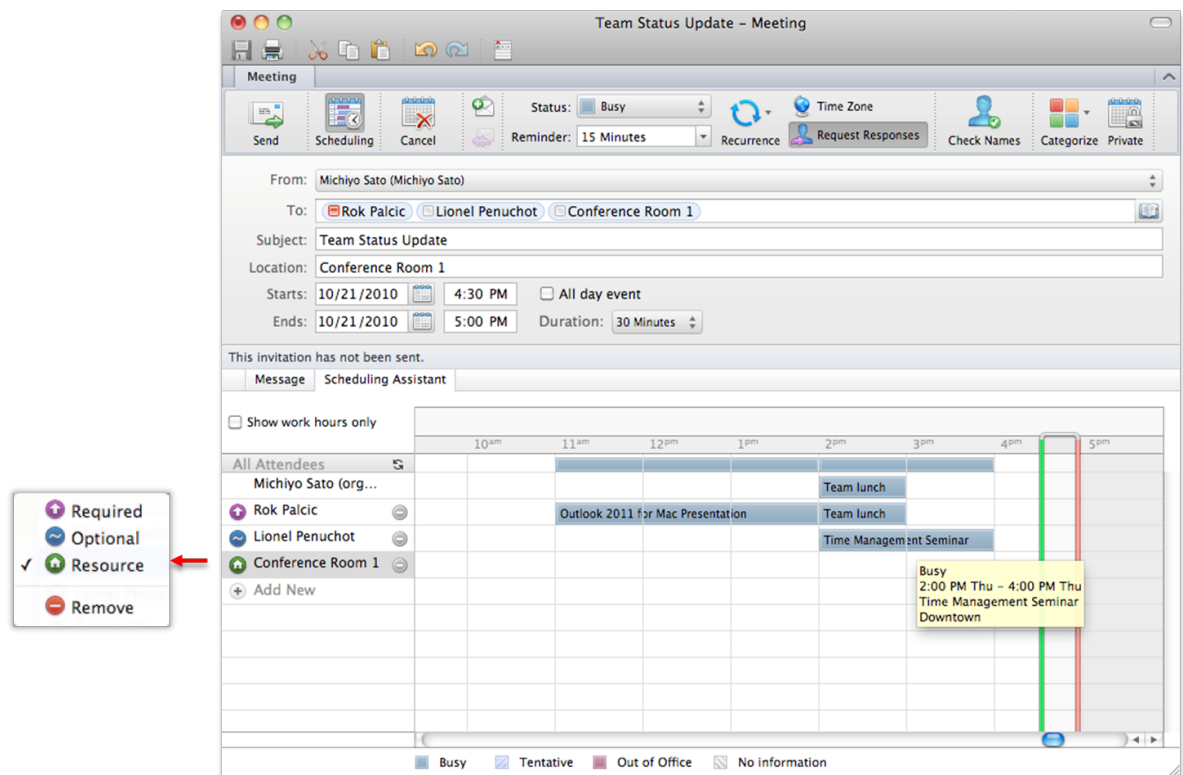 Team Status Update – Meeting
Meeting
Send
Scheduling
Cancel
Status: Busy
Reminder: 15 Minutes
Recurrence
Time Zone
Request Responses
Check Names
Categorize
Private
From: Michiyo Sato (Michiyo Sato)
To: Rok Palcic Lionel Penuchot Conference Room 1
Subject: Team Status Update
Location: Conference Room 1
Starts: 10/21/2010 4:30 PM All day event
Ends: 10/21/2010 5:00 PM Duration: 30 Minutes
This invitation has not been sent.
Message Scheduling Assistant
Show work hours only
10am 11am 12pm 1pm 2pm 3pm 4pm 5pm
All Attendees
Michiyo Sato (org...
Team lunch
Rok Palcic
Outlook 2011 for Mac Presentation
Team lunch
Lionel Penuchot
Time Management Seminar
Conference Room 1
Add New
Busy
2:00 PM Thu – 4:00 PM Thu
Time Management Seminar
Downtown
Required
Optional
✓ Resource
Remove
Busy Tentative Out of Office No information